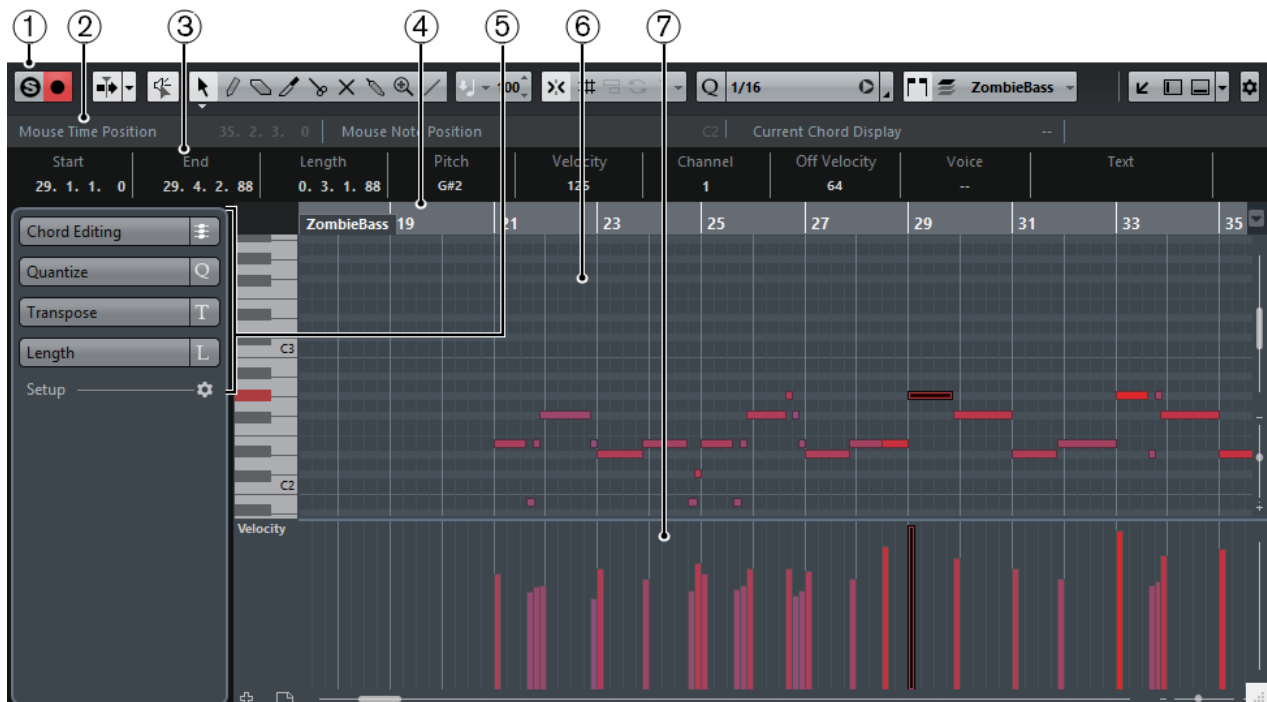 1 2 3 4 5 6 7
S 100 Q 1/16 ZombieBass
Mouse Time Position 35. 2. 3. 0 Mouse Note Position C2 Current Chord Display --
Start End Length Pitch Velocity Channel Off Velocity Voice Text
29. 1. 1. 0 29. 4. 2. 88 0. 3. 1. 88 G#2 126 1 64 --
ZombieBass 19 21 23 25 27 29 31 33 35
Chord Editing
Quantize Q
Transpose T
Length L
C3
Setup
C2
Velocity